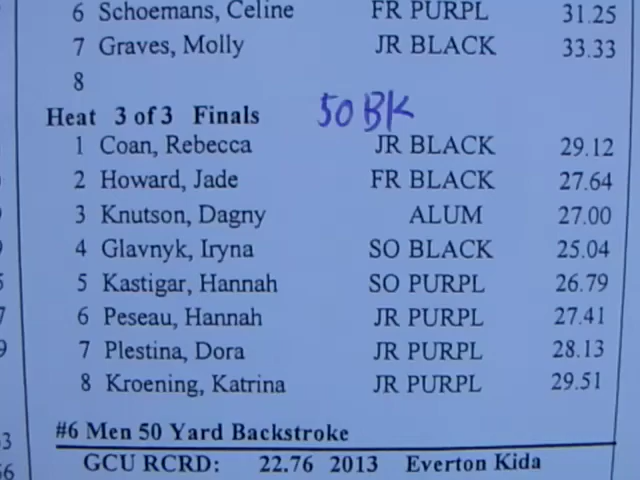 6 Schoemans, Celine FR PURPL 31.25
7 Graves, Molly JR BLACK 33.33
8
Heat 3 of 3 Finals 50 BK
1 Coan, Rebecca JR BLACK 29.12
2 Howard, Jade FR BLACK 27.64
3 Knutson, Dagny ALUM 27.00
4 Glavnyk, Iryna SO BLACK 25.04
5 Kastigar, Hannah SO PURPL 26.79
6 Peseau, Hannah JR PURPL 27.41
7 Plestina, Dora JR PURPL 28.13
8 Kroening, Katrina JR PURPL 29.51
#6 Men 50 Yard Backstroke
GCU RCRD: 22.76 2013 Everton Kida